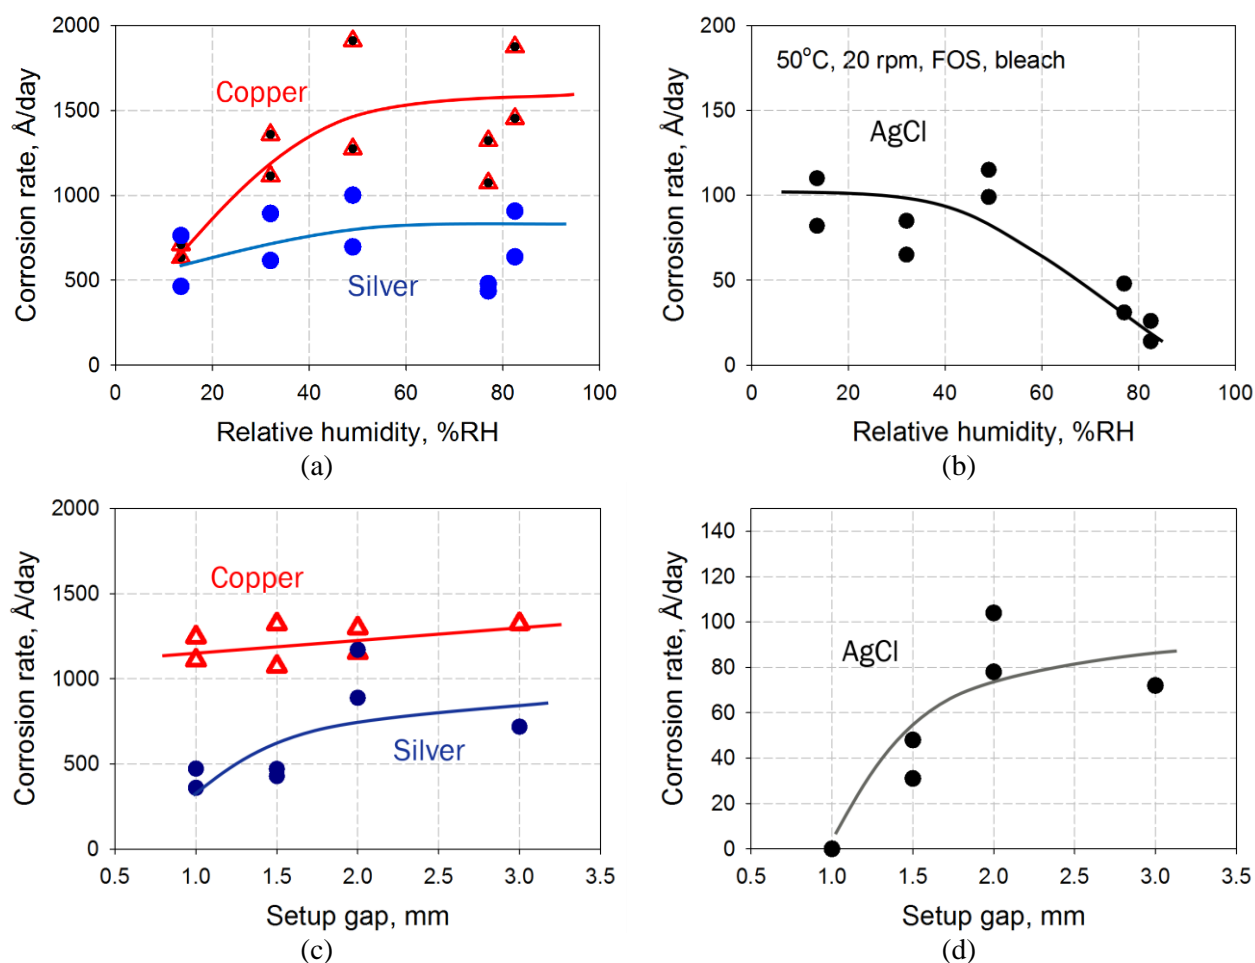 2000
1500
1000
500
0
Corrosion rate, Å/day
Copper
Silver
0 20 40 60 80 100
Relative humidity, %RH
(a)
200
150
100
50
0
Corrosion rate, Å/day
50°C, 20 rpm, FOS, bleach
AgCl
0 20 40 60 80 100
Relative humidity, %RH
(b)
2000
1500
1000
500
0
Corrosion rate, Å/day
Copper
Silver
0.5 1.0 1.5 2.0 2.5 3.0 3.5
Setup gap, mm
(c)
140
120
100
80
60
40
20
0
Corrosion rate, Å/day
AgCl
0.5 1.0 1.5 2.0 2.5 3.0 3.5
Setup gap, mm
(d)